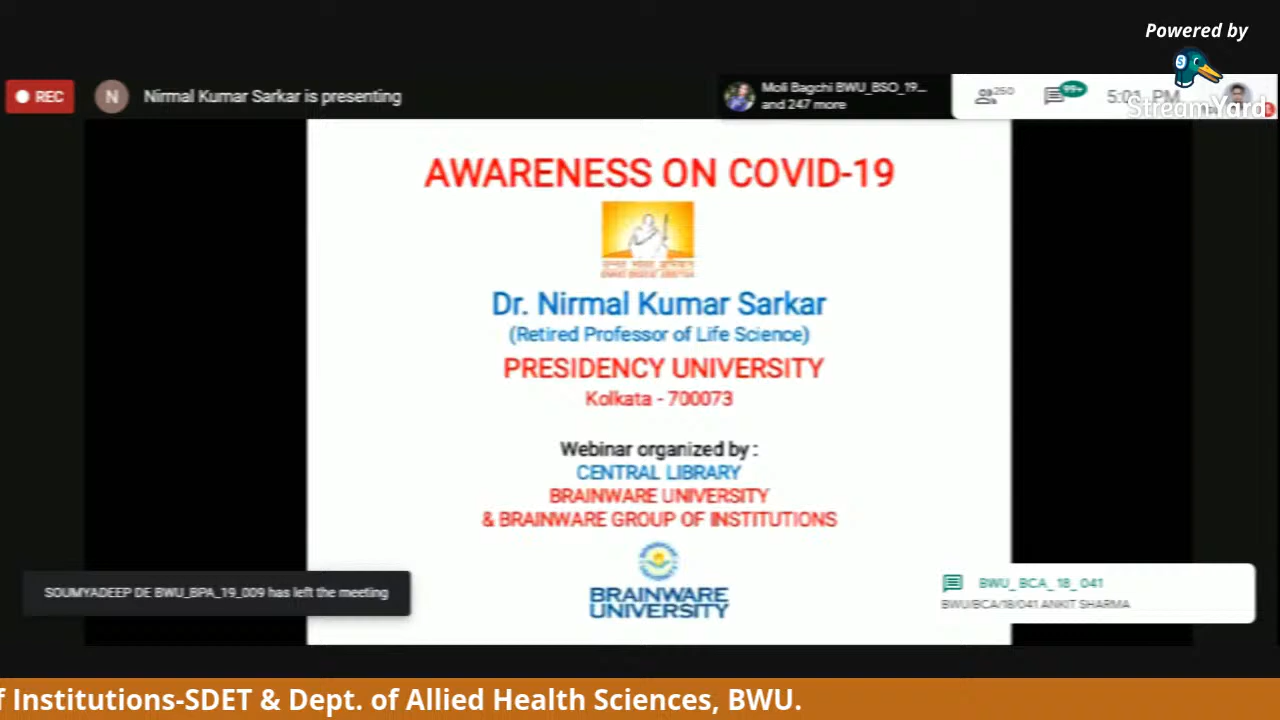 Powered by
StreamYard
REC
N
Nirmal Kumar Sarkar is presenting
Moli Bagchi BWU_BSO_19...
and 247 more
250
99+
PM
AWARENESS ON COVID-19
Dr. Nirmal Kumar Sarkar
(Retired Professor of Life Science)
PRESIDENCY UNIVERSITY
Kolkata - 700073
Webinar organized by :
CENTRAL LIBRARY
BRAINWARE UNIVERSITY
& BRAINWARE GROUP OF INSTITUTIONS
BRAINWARE
UNIVERSITY
SOUMYADEEP DE BWU_BPA_19_009 has left the meeting
BWU_BCA_18_041
BWU/BCA/18/041 ANKIT SHARMA
f Institutions-SDET & Dept. of Allied Health Sciences, BWU.